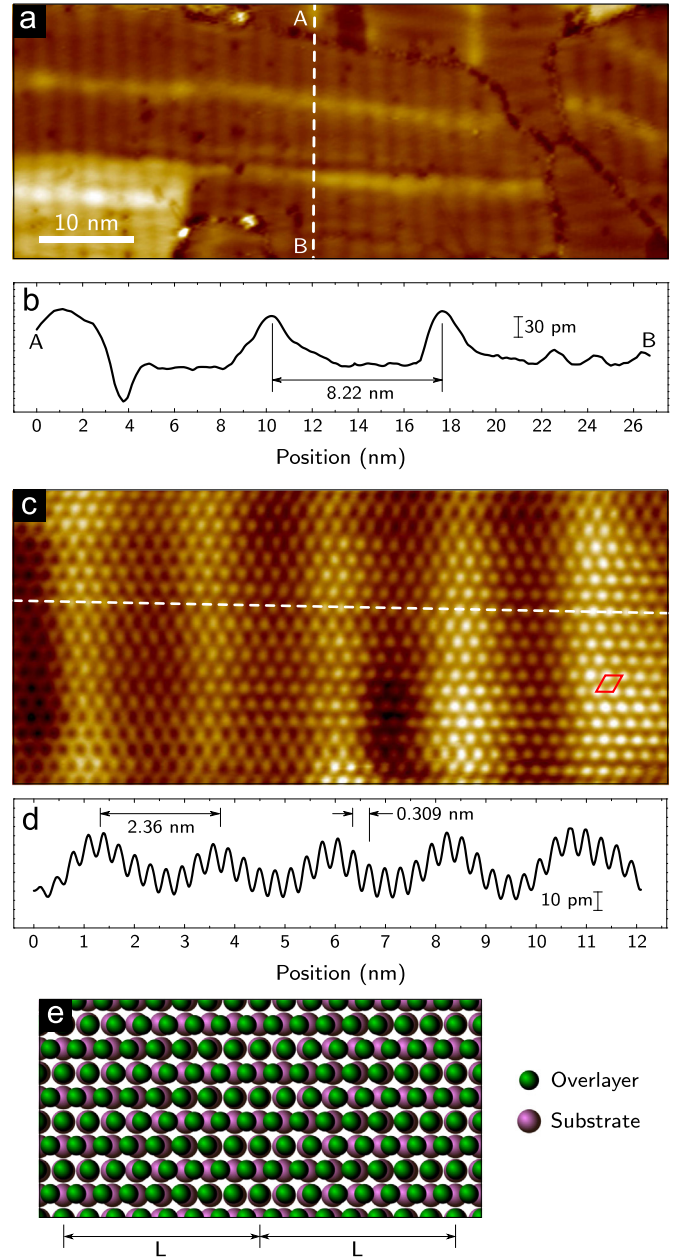 a
A
B
10 nm
b
A
B
30 pm
8.22 nm
0 2 4 6 8 10 12 14 16 18 20 22 24 26
Position (nm)
c
d
2.36 nm
0.309 nm
10 pm
0 1 2 3 4 5 6 7 8 9 10 11 12
Position (nm)
e
Overlayer
Substrate
L L